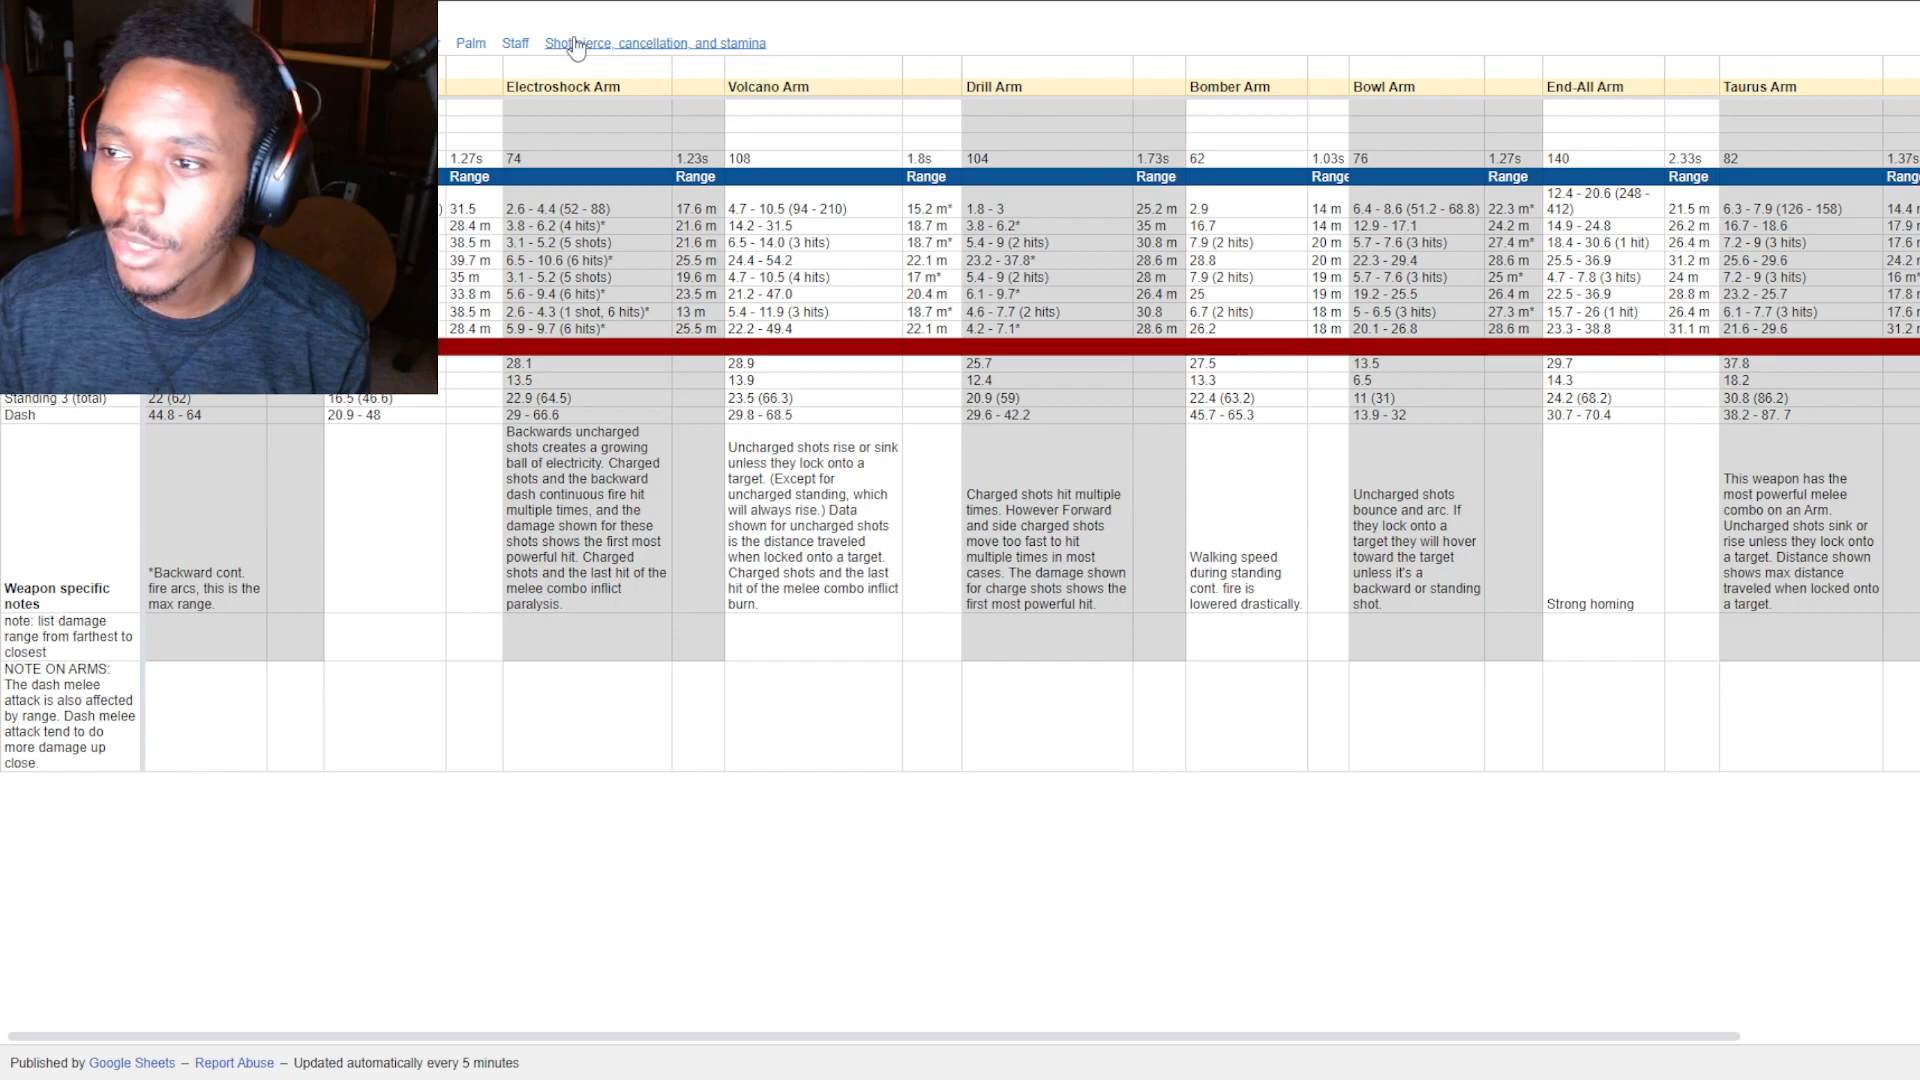 Palm Staff Shot pierce, cancellation, and stamina
Electroshock Arm Volcano Arm Drill Arm Bomber Arm Bowl Arm End-All Arm Taurus Arm
1.27s 74 1.23s 108 1.8s 104 1.73s 62 1.03s 76 1.27s 140 2.33s 82 1.37s
Range Range Range Range Range Range Range Range
12.4 - 20.6 (248 -
) 31.5 2.6 - 4.4 (52 - 88) 17.6 m 4.7 - 10.5 (94 - 210) 15.2 m* 1.8 - 3 25.2 m 2.9 14 m 6.4 - 8.6 (51.2 - 68.8) 22.3 m* 412) 21.5 m 6.3 - 7.9 (126 - 158) 14.4
28.4 m 3.8 - 6.2 (4 hits)* 21.6 m 14.2 - 31.5 18.7 m 3.8 - 6.2* 35 m 16.7 14 m 12.9 - 17.1 24.2 m 14.9 - 24.8 26.2 m 16.7 - 18.6 17.9
38.5 m 3.1 - 5.2 (5 shots) 21.6 m 6.5 - 14.0 (3 hits) 18.7 m* 5.4 - 9 (2 hits) 30.8 m 7.9 (2 hits) 20 m 5.7 - 7.6 (3 hits) 27.4 m* 18.4 - 30.6 (1 hit) 26.4 m 7.2 - 9 (3 hits) 17.6
39.7 m 6.5 - 10.6 (6 hits)* 25.5 m 24.4 - 54.2 22.1 m 23.2 - 37.8* 28.6 m 28.8 20 m 22.3 - 29.4 28.6 m 25.5 - 36.9 31.2 m 25.6 - 29.6 24.2
35 m 3.1 - 5.2 (5 shots) 19.6 m 4.7 - 10.5 (4 hits) 17 m* 5.4 - 9 (2 hits) 28 m 7.9 (2 hits) 19 m 5.7 - 7.6 (3 hits) 25 m* 4.7 - 7.8 (3 hits) 24 m 7.2 - 9 (3 hits) 16 m*
33.8 m 5.6 - 9.4 (6 hits)* 23.5 m 21.2 - 47.0 20.4 m 6.1 - 9.7* 26.4 m 25 19 m 19.2 - 25.5 26.4 m 22.5 - 36.9 28.8 m 23.2 - 25.7 17.8
38.5 m 2.6 - 4.3 (1 shot, 6 hits)* 13 m 5.4 - 11.9 (3 hits) 18.7 m* 4.6 - 7.7 (2 hits) 30.8 6.7 (2 hits) 18 m 5 - 6.5 (3 hits) 27.3 m* 15.7 - 26 (1 hit) 26.4 m 6.1 - 7.7 (3 hits) 17.6
28.4 m 5.9 - 9.7 (6 hits)* 25.5 m 22.2 - 49.4 22.1 m 4.2 - 7.1* 28.6 m 26.2 18 m 20.1 - 26.8 28.6 m 23.3 - 38.8 31.1 m 21.6 - 29.6 31.2
28.1 28.9 25.7 27.5 13.5 29.7 37.8
13.5 13.9 12.4 13.3 6.5 14.3 18.2
Standing 3 (total) 22 (62) 16.5 (46.6) 22.9 (64.5) 23.5 (66.3) 20.9 (59) 22.4 (63.2) 11 (31) 24.2 (68.2) 30.8 (86.2)
Dash 44.8 - 64 20.9 - 48 29 - 66.6 29.8 - 68.5 29.6 - 42.2 45.7 - 65.3 13.9 - 32 30.7 - 70.4 38.2 - 87. 7
Weapon specific
notes
*Backward cont.
fire arcs, this is the
max range.
Backwards uncharged
shots creates a growing
ball of electricity. Charged
shots and the backward
dash continuous fire hit
multiple times, and the
damage shown for these
shots shows the first most
powerful hit. Charged
shots and the last hit of the
melee combo inflict
paralysis.
Uncharged shots rise or sink
unless they lock onto a
target. (Except for
uncharged standing, which
will always rise.) Data
shown for uncharged shots
is the distance traveled
when locked onto a target.
Charged shots and the last
hit of the melee combo inflict
burn.
Charged shots hit multiple
times. However Forward
and side charged shots
move too fast to hit
multiple times in most
cases. The damage shown
for charge shots shows the
first most powerful hit.
Walking speed
during standing
cont. fire is
lowered drastically.
Uncharged shots
bounce and arc. If
they lock onto a
target they will hover
toward the target
unless it's a
backward or standing
shot.
Strong homing
This weapon has the
most powerful melee
combo on an Arm.
Uncharged shots sink or
rise unless they lock onto
a target. Distance shown
shows max distance
traveled when locked onto
a target.
note: list damage
range from farthest to
closest
NOTE ON ARMS:
The dash melee
attack is also affected
by range. Dash melee
attack tend to do
more damage up
close.
Published by Google Sheets – Report Abuse – Updated automatically every 5 minutes